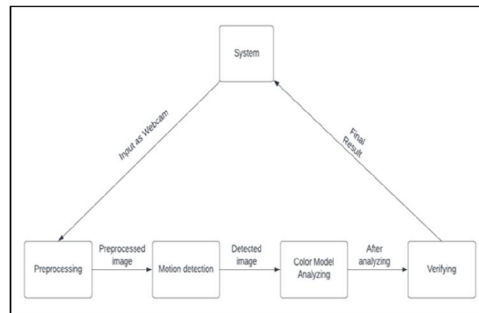 System
Input as Webcam
Final
Result
Preprocessing
Preprocessed
image
Motion detection
Detected
image
Color Model
Analyzing
After
analyzing
Verifying